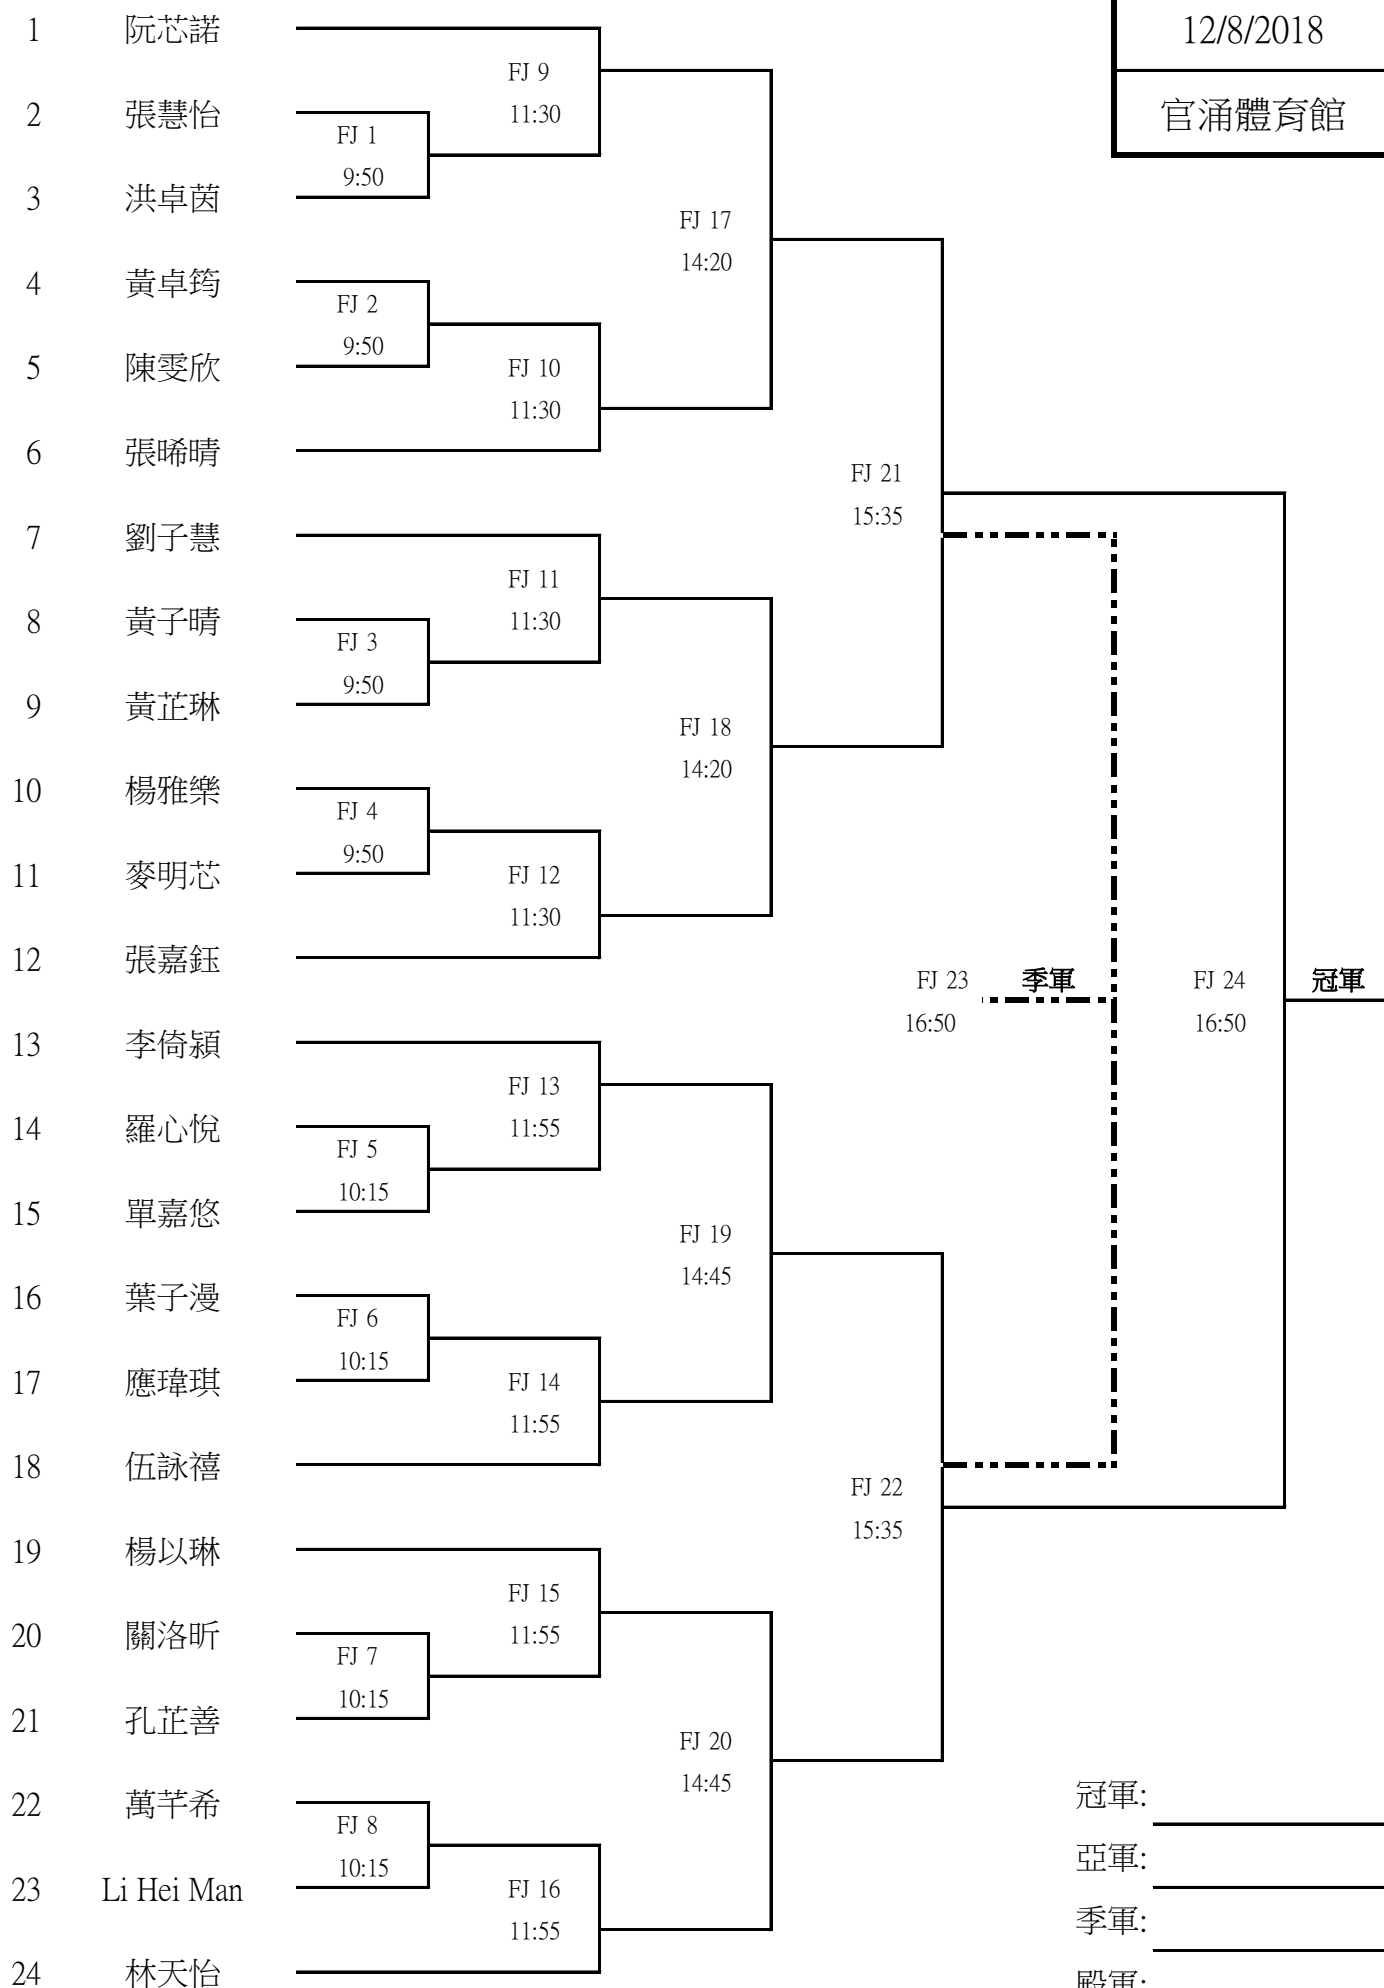 12/8/2018
官涌體育館
1 阮芯諾
FJ 9
11:30
2 張慧怡
FJ 1
9:50
3 洪卓茵
FJ 17
14:20
4 黃卓筠
FJ 2
9:50
5 陳雯欣
FJ 10
11:30
6 張晞晴
FJ 21
15:35
7 劉子慧
FJ 11
11:30
8 黃子晴
FJ 3
9:50
9 黃芷琳
FJ 18
14:20
10 楊雅樂
FJ 4
9:50
11 麥明芯
FJ 12
11:30
12 張嘉鈺
FJ 23 季軍
16:50
FJ 24 冠軍
16:50
13 李倚潁
FJ 13
11:55
14 羅心悅
FJ 5
10:15
15 單嘉悠
FJ 19
14:45
16 葉子漫
FJ 6
10:15
17 應瑋琪
FJ 14
11:55
18 伍詠禧
FJ 22
15:35
19 楊以琳
FJ 15
11:55
20 關洛昕
FJ 7
10:15
21 孔芷善
FJ 20
14:45
22 萬芊希
FJ 8
10:15
23 Li Hei Man
FJ 16
11:55
24 林天怡
冠軍:
亞軍:
季軍:
殿軍: